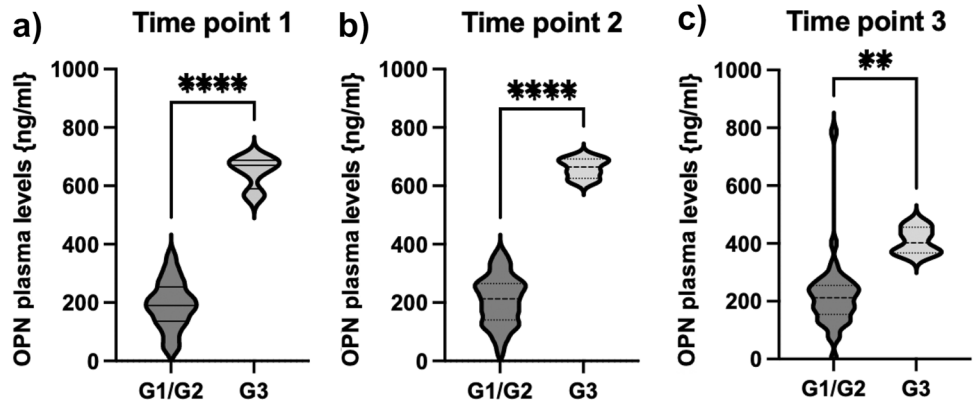 a)
Time point 1
OPN plasma levels {ng/ml}
1000
800
600
400
200
0
****
G1/G2
G3
b)
Time point 2
OPN plasma levels {ng/ml}
1000
800
600
400
200
0
****
G1/G2
G3
c)
Time point 3
OPN plasma levels {ng/ml}
1000
800
600
400
200
0
**
G1/G2
G3